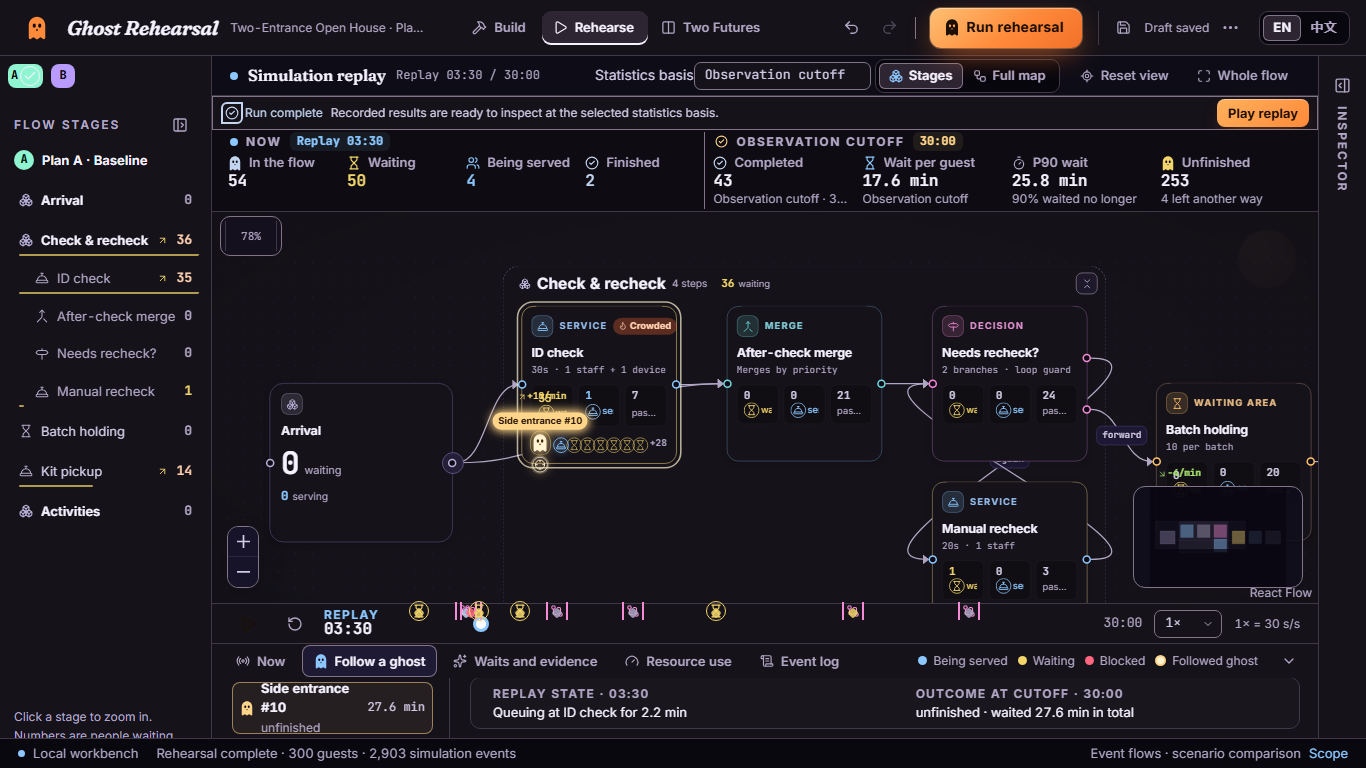 Ghost Rehearsal
Two-Entrance Open House · Pla...
Build
Rehearse
Two Futures
Run rehearsal
Draft saved
EN
中文
A
B
Simulation replay
Replay 03:30 / 30:00
Statistics basis
Observation cutoff
Stages
Full map
Reset view
Whole flow
Run complete
Recorded results are ready to inspect at the selected statistics basis.
Play replay
INSPECTOR
FLOW STAGES
A
Plan A · Baseline
Arrival 0
Check & recheck 36
ID check 35
After-check merge 0
Needs recheck? 0
Manual recheck 1
Batch holding 0
Kit pickup 14
Activities 0
Click a stage to zoom in.
Numbers are people waiting
NOW
Replay 03:30
In the flow
54
Waiting
50
Being served
4
Finished
2
OBSERVATION CUTOFF
30:00
Completed
43
Observation cutoff · 3...
Wait per guest
17.6 min
Observation cutoff
P90 wait
25.8 min
90% waited no longer
Unfinished
253
4 left another way
78%
Check & recheck
4 steps
36 waiting
Arrival
0 waiting
0 serving
SERVICE
Crowded
ID check
30s · 1 staff + 1 device
1
se
7
pas...
Side entrance #10
+28
MERGE
After-check merge
Merges by priority
0
wa
0
se
21
pas...
DECISION
Needs recheck?
2 branches · loop guard
0
wa
0
se
24
pas...
forward
SERVICE
Manual recheck
20s · 1 staff
1
wa
0
se
3
pas...
WAITING AREA
Batch holding
10 per batch
0
20
React Flow
REPLAY
03:30
30:00
1×
1× = 30 s/s
Now
Follow a ghost
Waits and evidence
Resource use
Event log
Being served
Waiting
Blocked
Followed ghost
Side entrance
#10
27.6 min
unfinished
REPLAY STATE · 03:30
Queuing at ID check for 2.2 min
OUTCOME AT CUTOFF · 30:00
unfinished · waited 27.6 min in total
Local workbench
Rehearsal complete · 300 guests · 2,903 simulation events
Event flows · scenario comparison
Scope